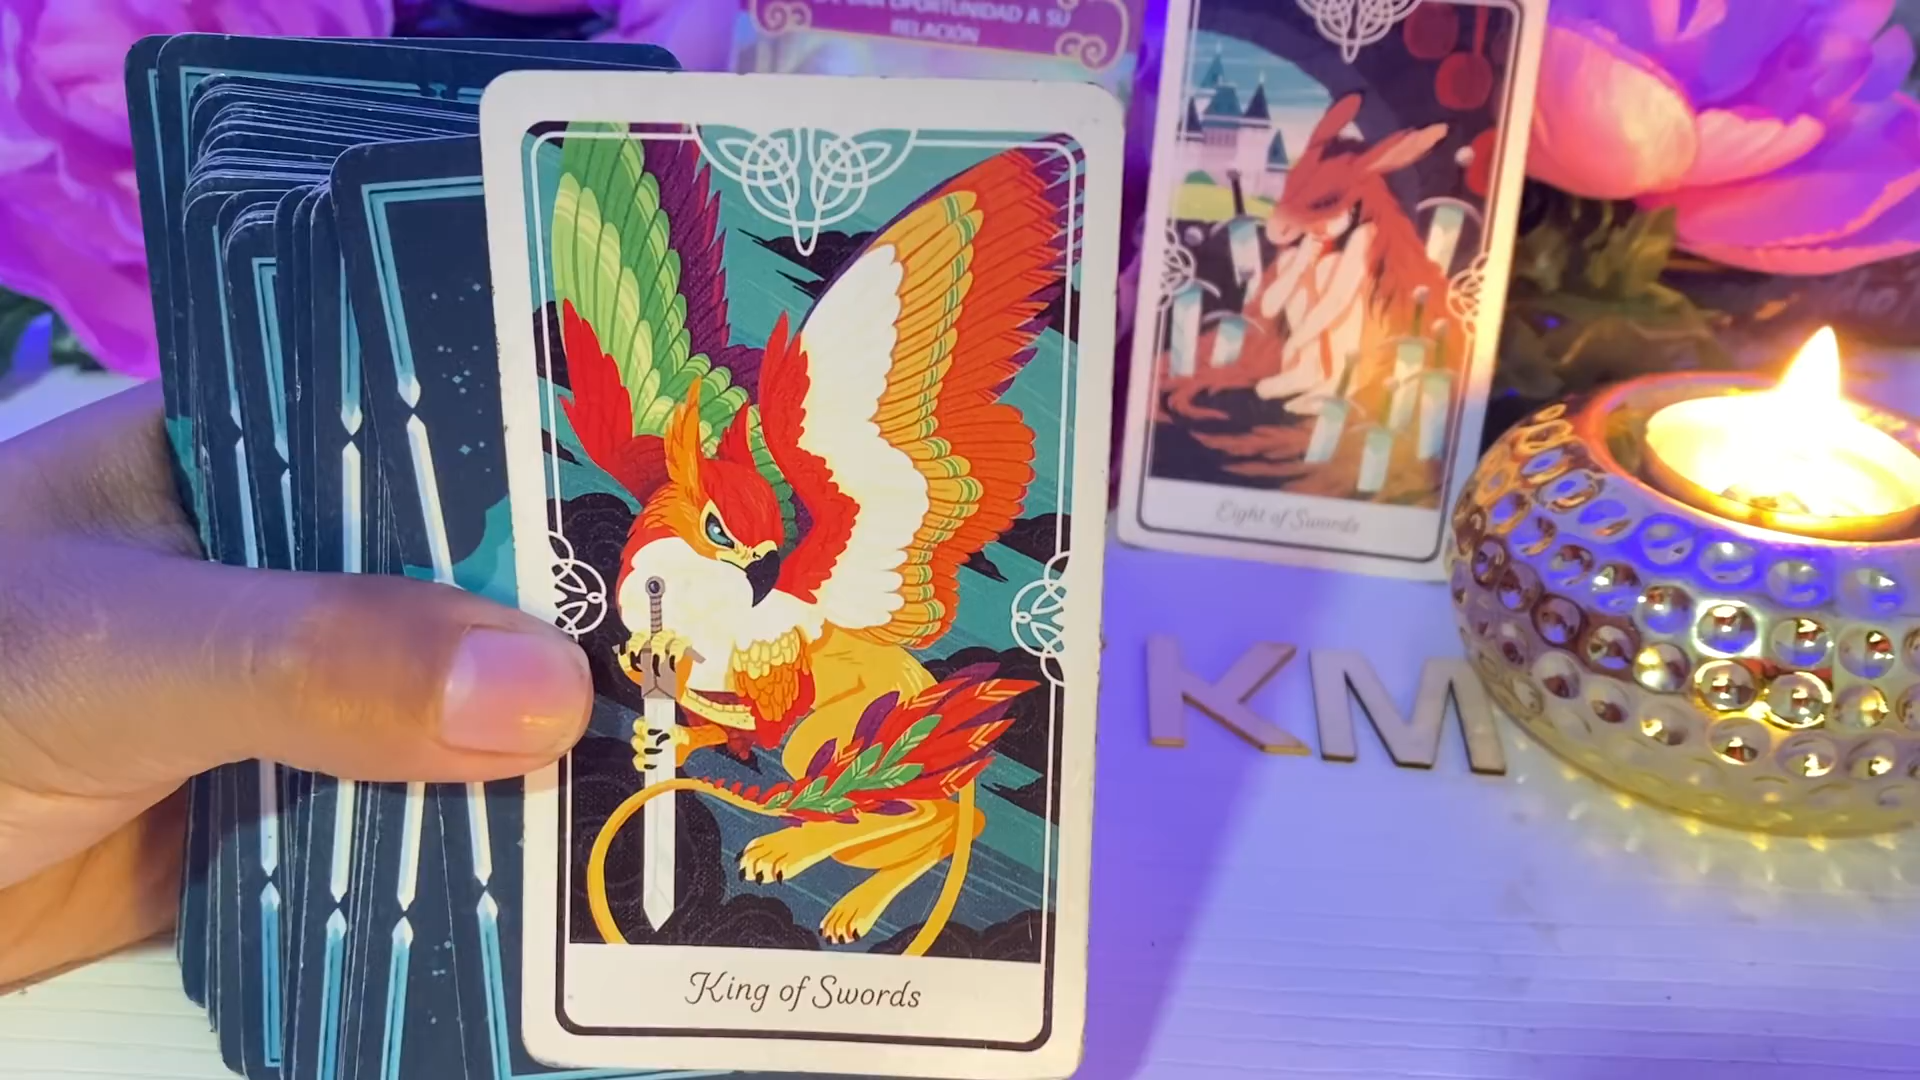 OPORTUNIDAD A SU
RELACIÓN
Eight of Swords
KM
King of Swords